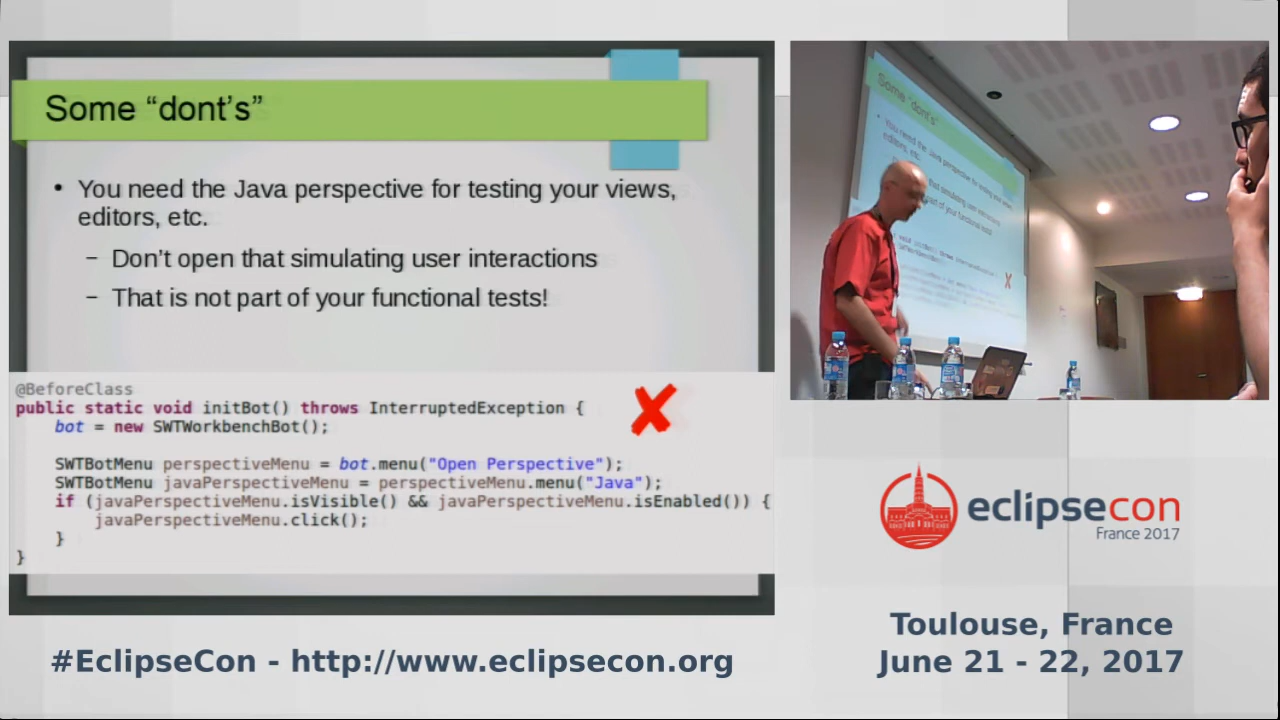 Some “dont’s”
• You need the Java perspective for testing your views,
editors, etc.
– Don’t open that simulating user interactions
– That is not part of your functional tests!
@BeforeClass
public static void initBot() throws InterruptedException {
bot = new SWTWorkbenchBot();
SWTBotMenu perspectiveMenu = bot.menu("Open Perspective");
SWTBotMenu javaPerspectiveMenu = perspectiveMenu.menu("Java");
if (javaPerspectiveMenu.isVisible() && javaPerspectiveMenu.isEnabled()) {
javaPerspectiveMenu.click();
}
}
Some “dont’s”
eclipsecon
France 2017
Toulouse, France
June 21 - 22, 2017
#EclipseCon - http://www.eclipsecon.org